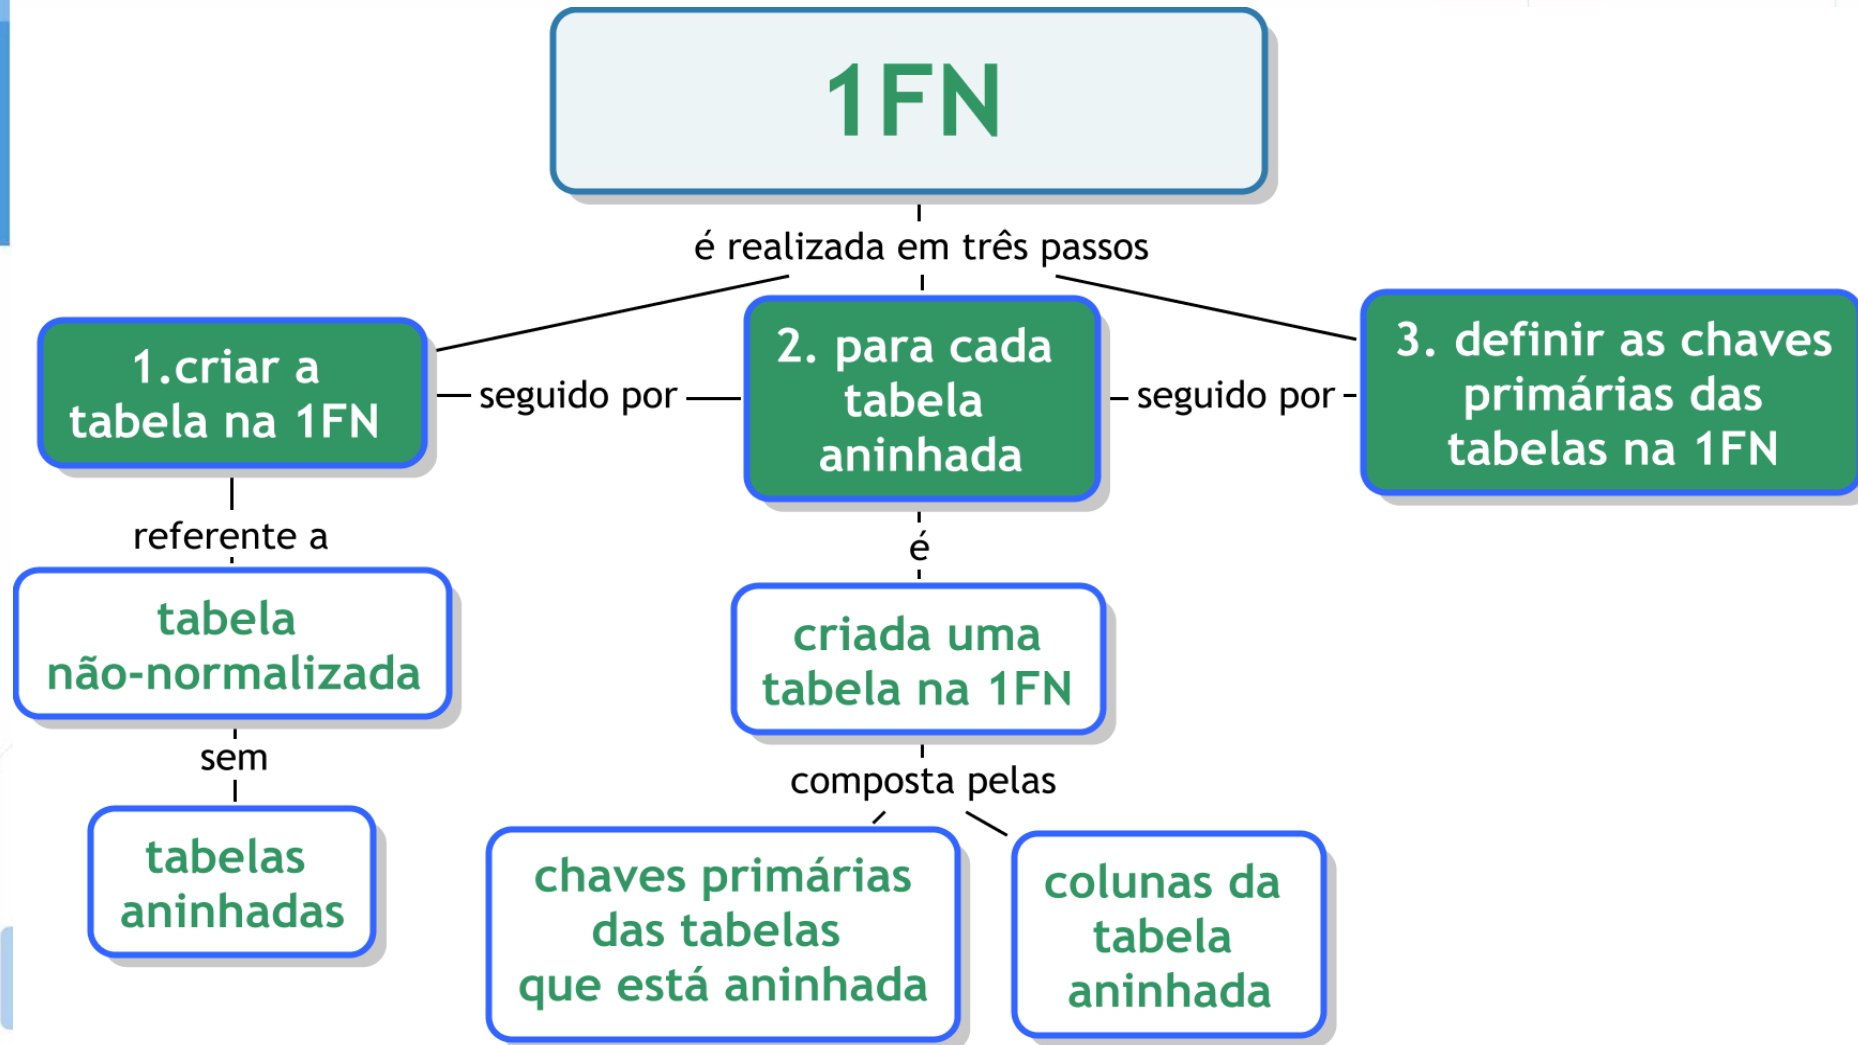 1FN
é realizada em três passos
1.criar a
tabela na 1FN
seguido por
2. para cada
tabela
aninhada
seguido por
3. definir as chaves
primárias das
tabelas na 1FN
referente a
tabela
não-normalizada
sem
tabelas
aninhadas
é
criada uma
tabela na 1FN
composta pelas
chaves primárias
das tabelas
que está aninhada
colunas da
tabela
aninhada